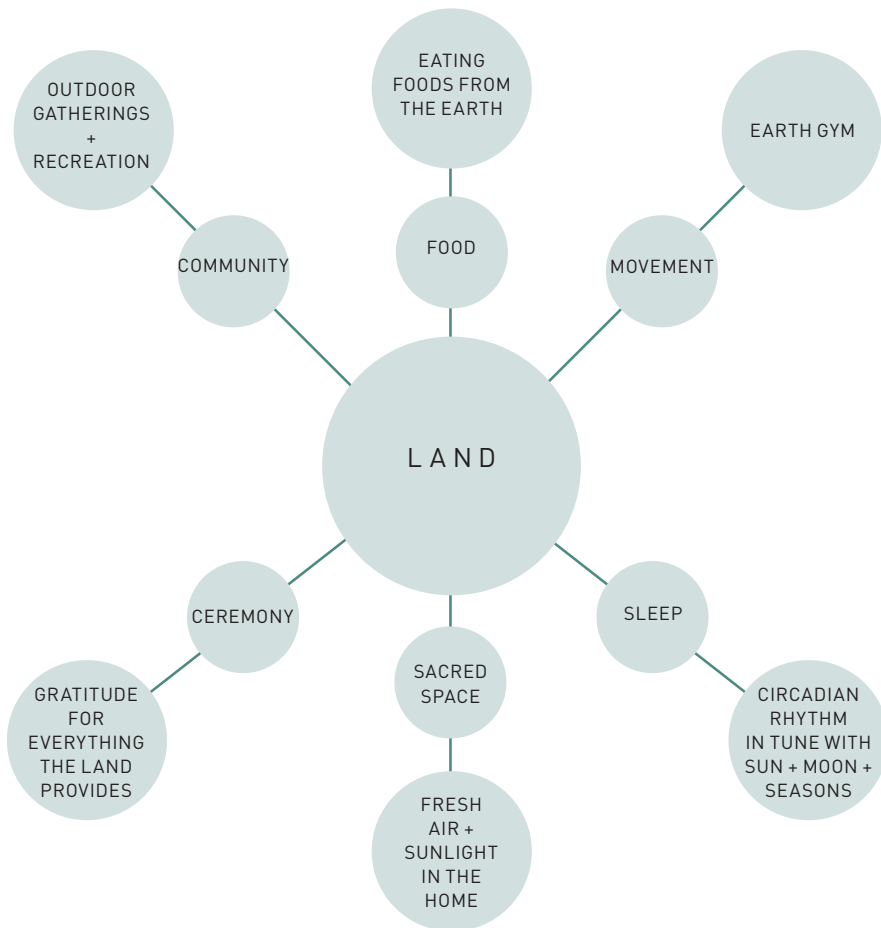 OUTDOOR
GATHERINGS
+
RECREATION
EATING
FOODS FROM
THE EARTH
EARTH GYM
COMMUNITY
FOOD
MOVEMENT
LAND
CEREMONY
SACRED
SPACE
SLEEP
GRATITUDE
FOR
EVERYTHING
THE LAND
PROVIDES
FRESH
AIR +
SUNLIGHT
IN THE
HOME
CIRCADIAN
RHYTHM
IN TUNE WITH
SUN + MOON +
SEASONS